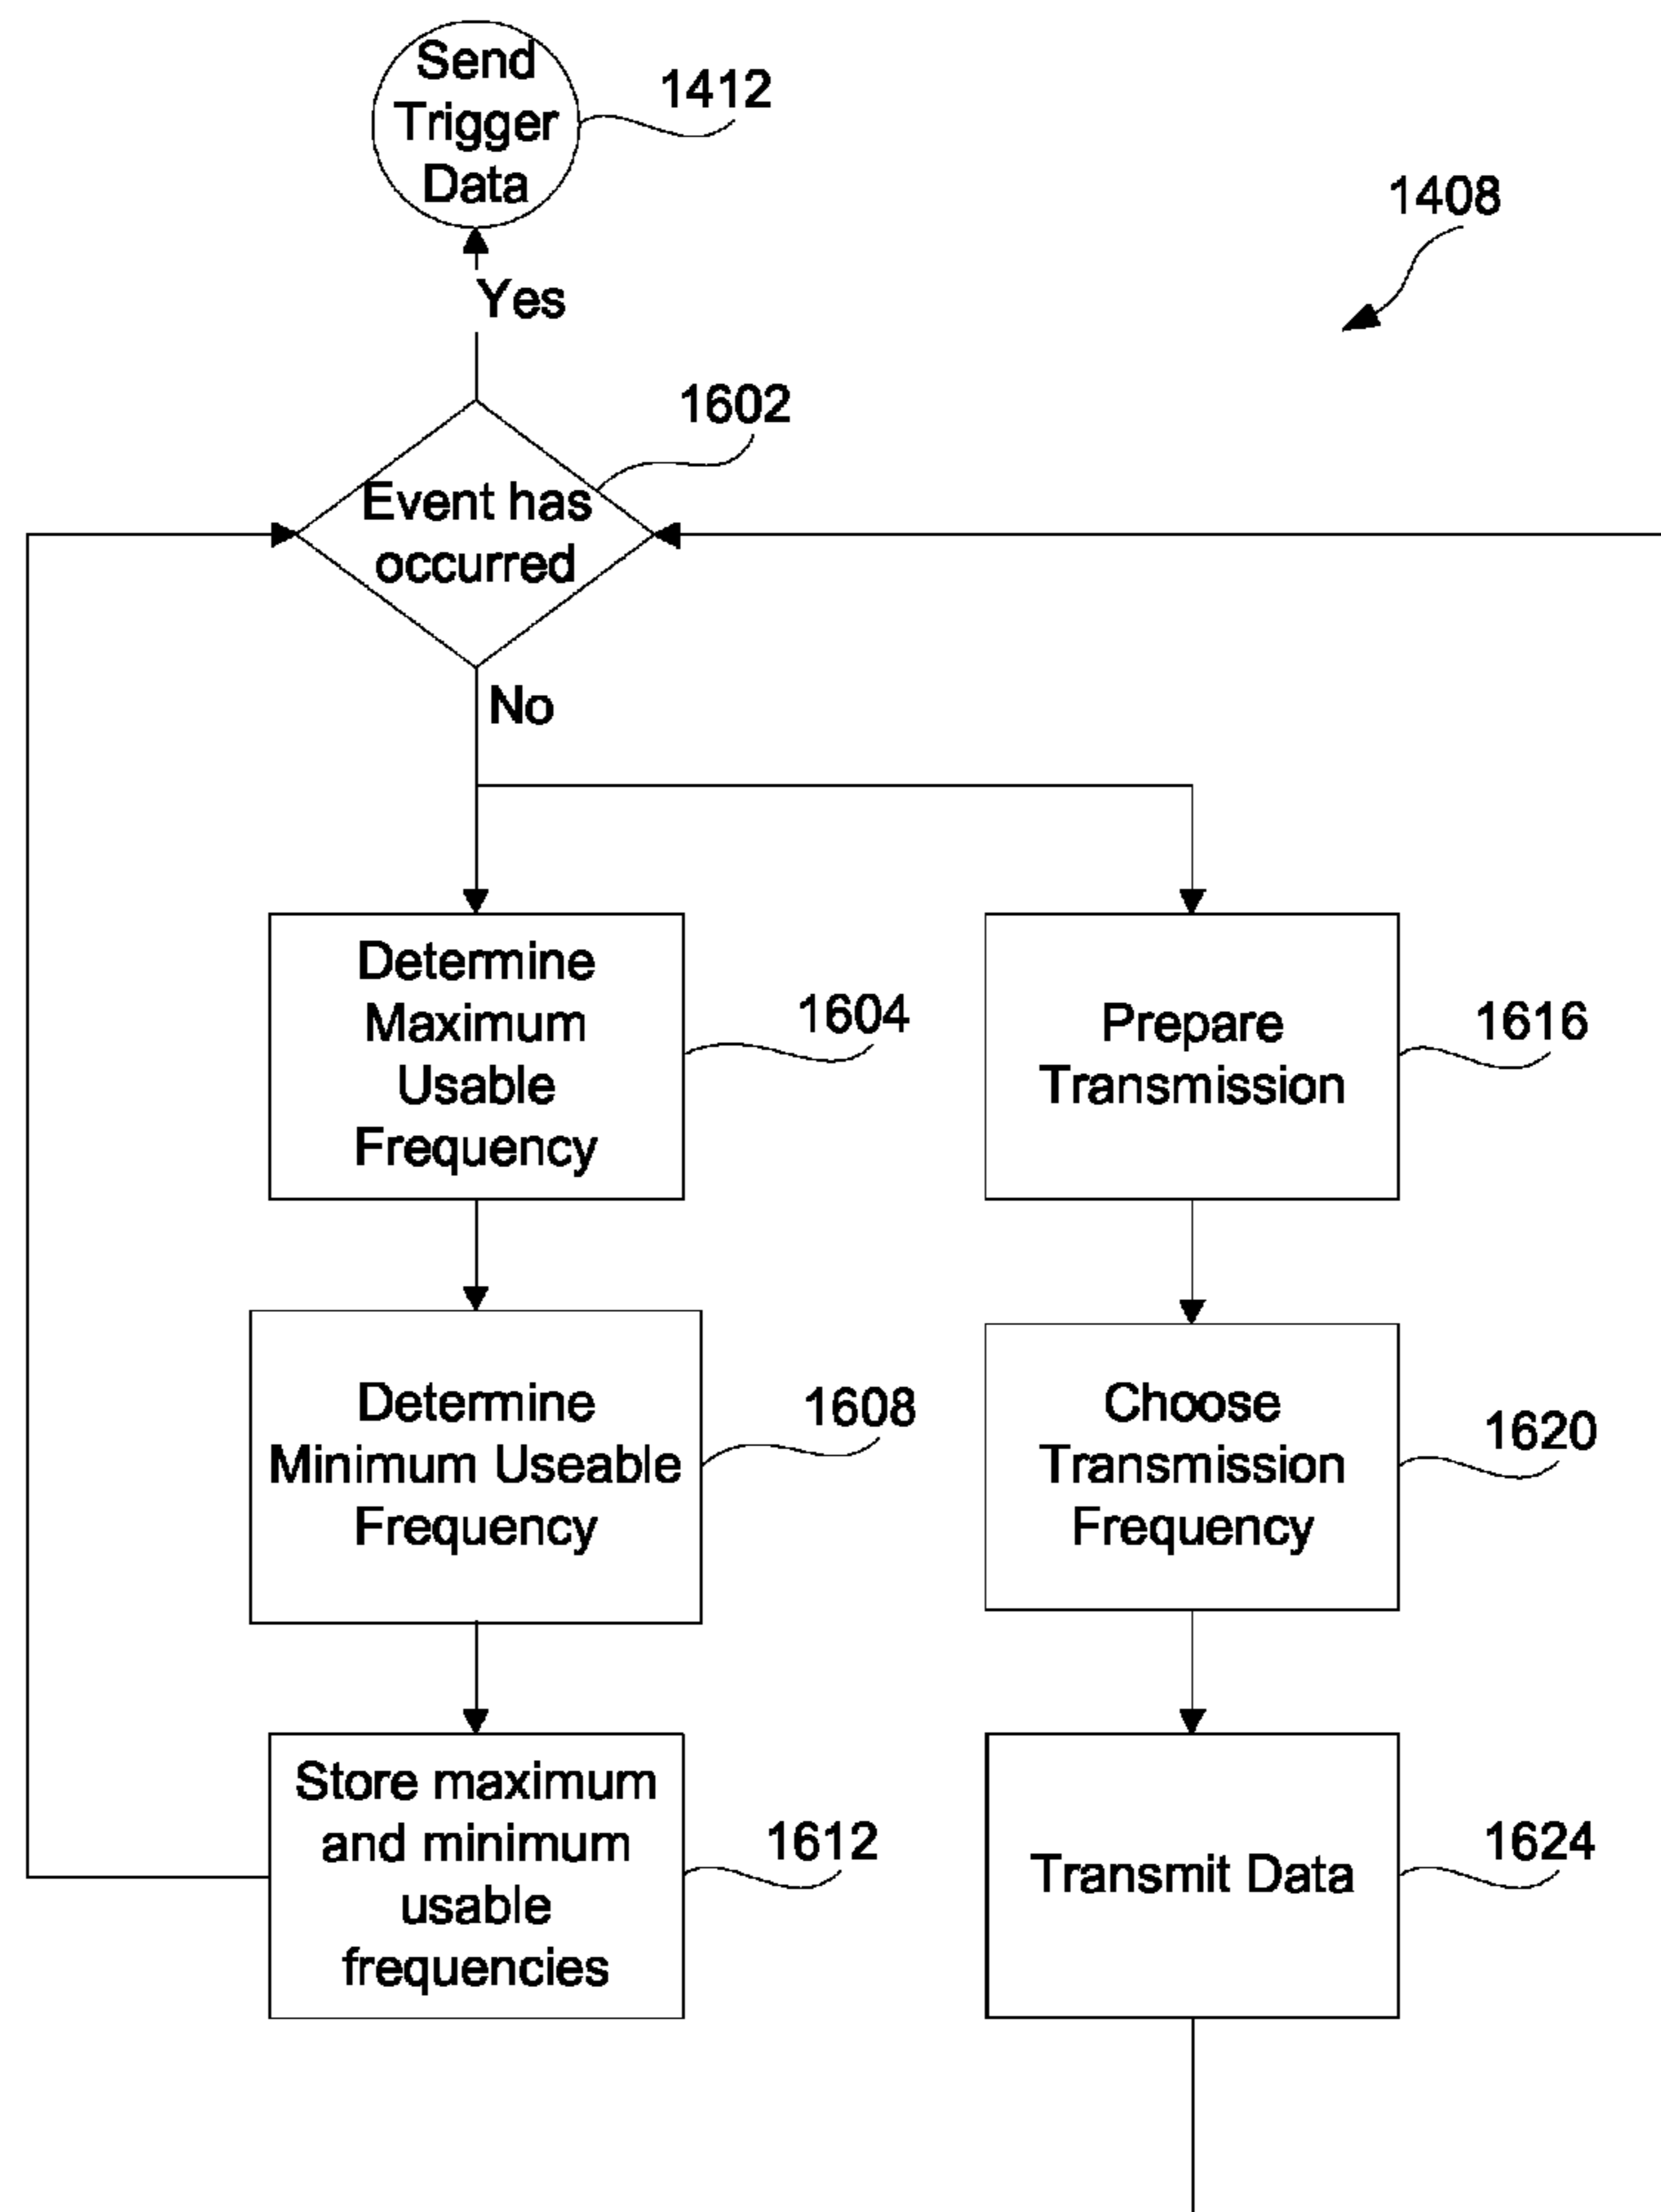 Send
Trigger
Data
1412
1408
Yes
1602
Event has
occurred
No
Determine
Maximum
Usable
Frequency
1604
Prepare
Transmission
1616
Determine
Minimum Useable
Frequency
1608
Choose
Transmission
Frequency
1620
Store maximum
and minimum
usable
frequencies
1612
Transmit Data
1624